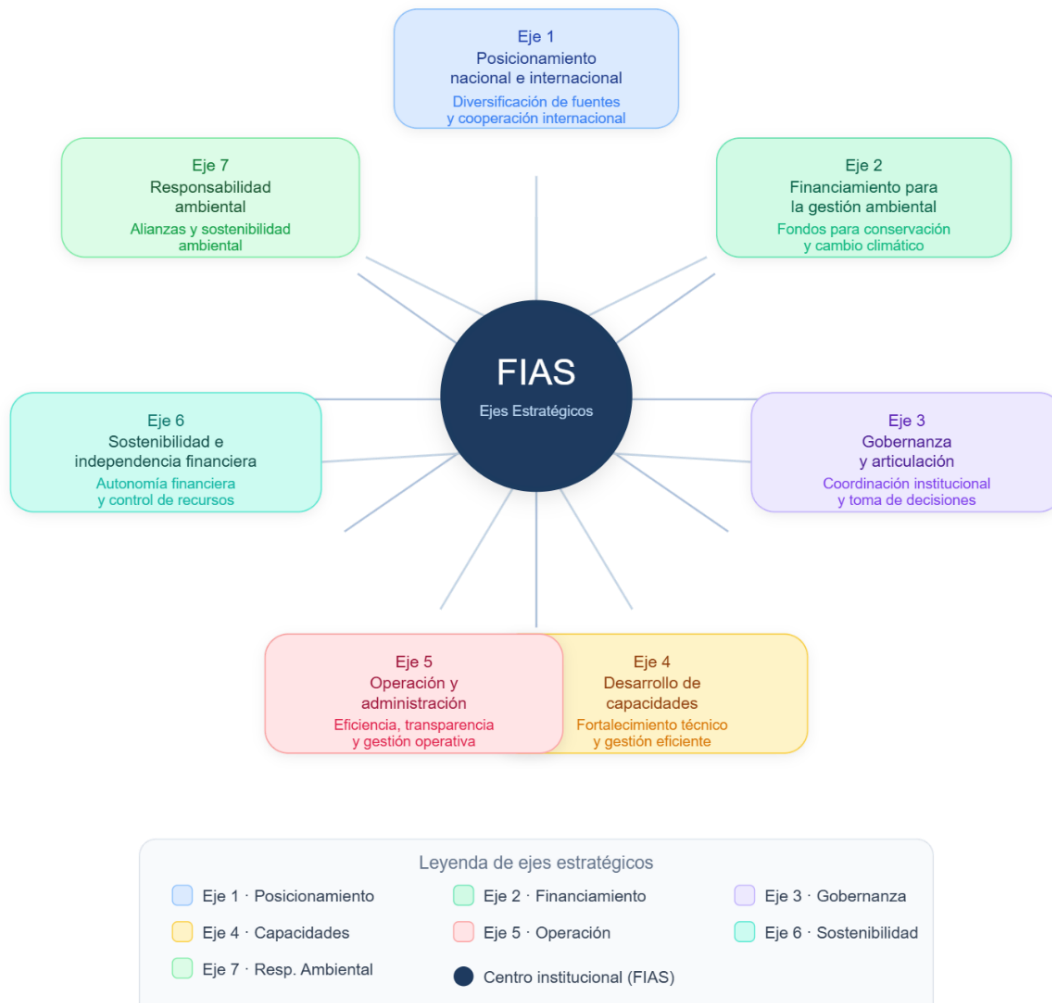 Eje 1
Posicionamiento
nacional e internacional
Diversificación de fuentes
y cooperación internacional
Eje 7
Responsabilidad
ambiental
Alianzas y sostenibilidad
ambiental
Eje 2
Financiamiento para
la gestión ambiental
Fondos para conservación
y cambio climático
FIAS
Ejes Estratégicos
Eje 6
Sostenibilidad e
independencia financiera
Autonomía financiera
y control de recursos
Eje 3
Gobernanza
y articulación
Coordinación institucional
y toma de decisiones
Eje 5
Operación y
administración
Eficiencia, transparencia
y gestión operativa
Eje 4
Desarrollo de
capacidades
Fortalecimiento técnico
y gestión eficiente
Leyenda de ejes estratégicos
Eje 1 · Posicionamiento
Eje 2 · Financiamiento
Eje 3 · Gobernanza
Eje 4 · Capacidades
Eje 5 · Operación
Eje 6 · Sostenibilidad
Eje 7 · Resp. Ambiental
Centro institucional (FIAS)